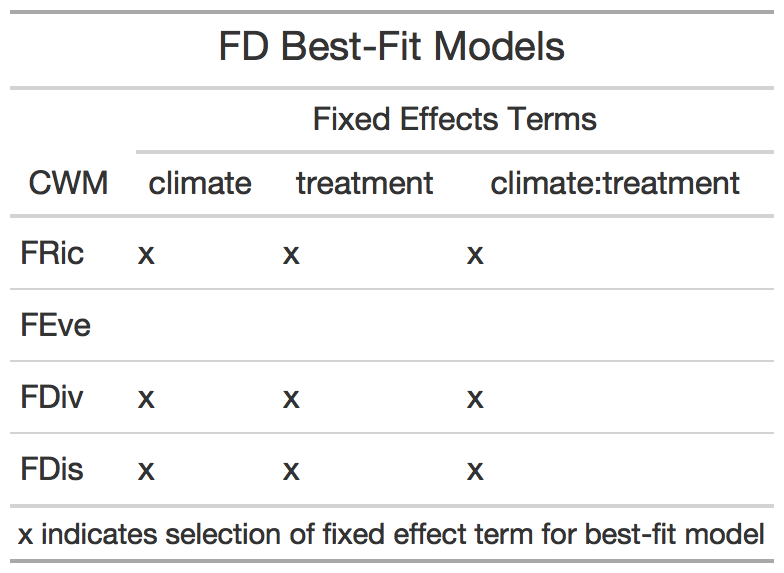 FD Best-Fit Models
Fixed Effects Terms
CWM climate treatment climate:treatment
FRic x x x
FEve
FDiv x x x
FDis x x x
x indicates selection of fixed effect term for best-fit model